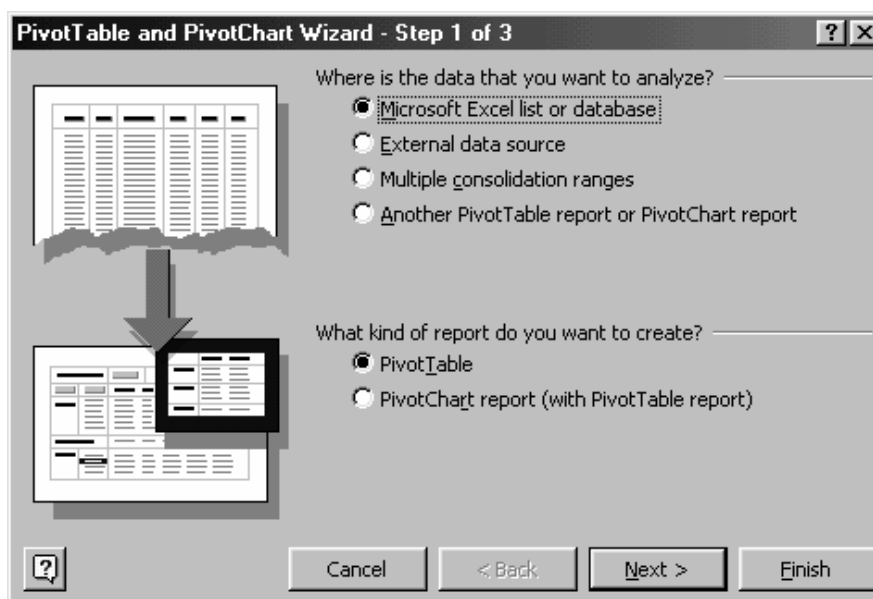 PivotTable and PivotChart Wizard - Step 1 of 3
Where is the data that you want to analyze?
Microsoft Excel list or database
External data source
Multiple consolidation ranges
Another PivotTable report or PivotChart report
What kind of report do you want to create?
PivotTable
PivotChart report (with PivotTable report)
Cancel
< Back
Next >
Finish